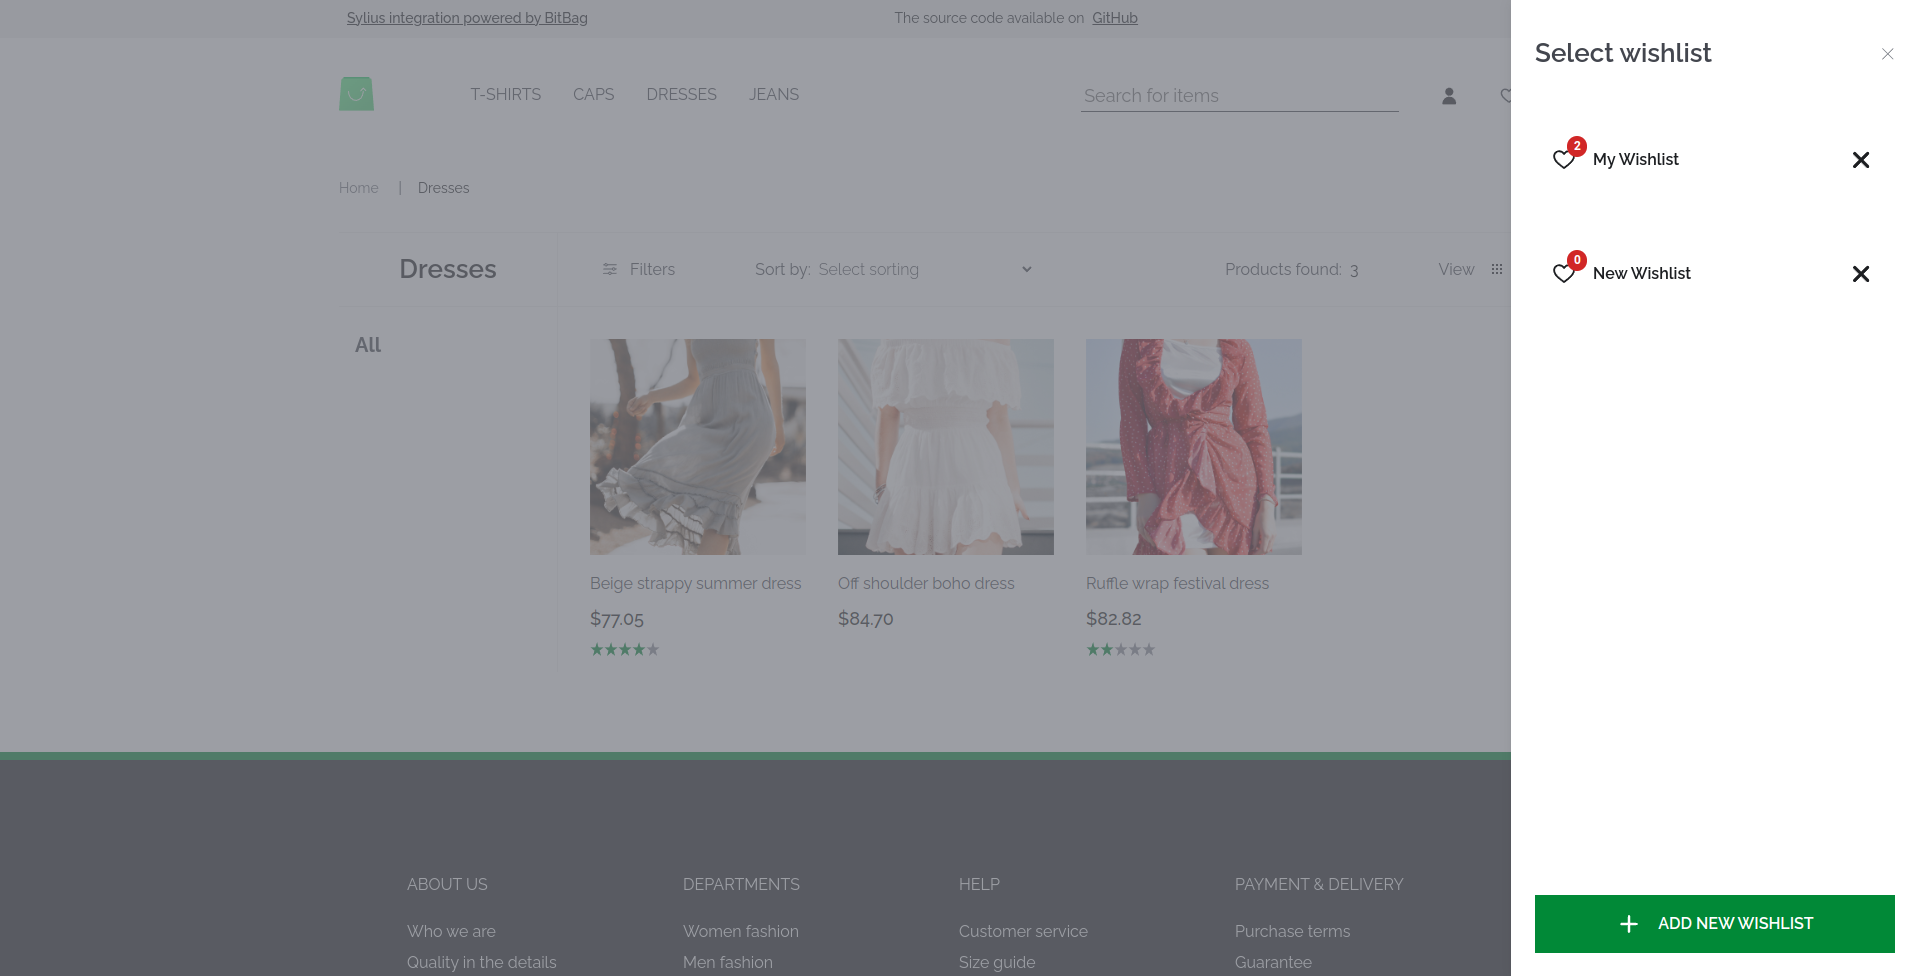 Sylius integration powered by BitBag
The source code available on GitHub
T-SHIRTS CAPS DRESSES JEANS
Search for items
Home | Dresses
Dresses
Filters
Sort by: Select sorting
Products found: 3
View
All
Beige strappy summer dress
$77.05
Off shoulder boho dress
$84.70
Ruffle wrap festival dress
$82.82
ABOUT US
Who we are
Quality in the details
DEPARTMENTS
Women fashion
Men fashion
HELP
Customer service
Size guide
PAYMENT & DELIVERY
Purchase terms
Guarantee
Select wishlist
2
My Wishlist
0
New Wishlist
ADD NEW WISHLIST